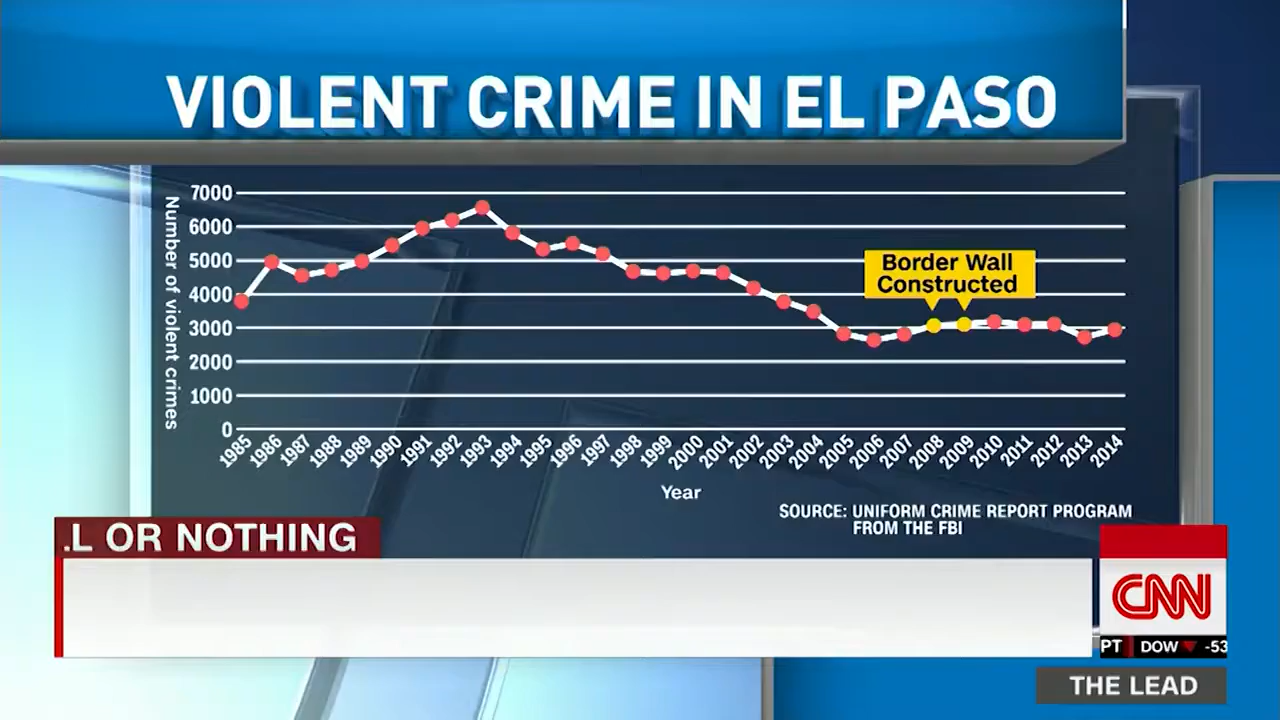 VIOLENT CRIME IN EL PASO
Number of violent crimes
7000
6000
5000
4000
3000
2000
1000
0
Border Wall
Constructed
1985 1986 1987 1988 1989 1990 1991 1992 1993 1994 1995 1996 1997 1998 1999 2000 2001 2002 2003 2004 2005 2006 2007 2008 2009 2010 2011 2012 2013 2014
Year
SOURCE: UNIFORM CRIME REPORT PROGRAM
FROM THE FBI
.L OR NOTHING
CNN
PT DOW -53
THE LEAD